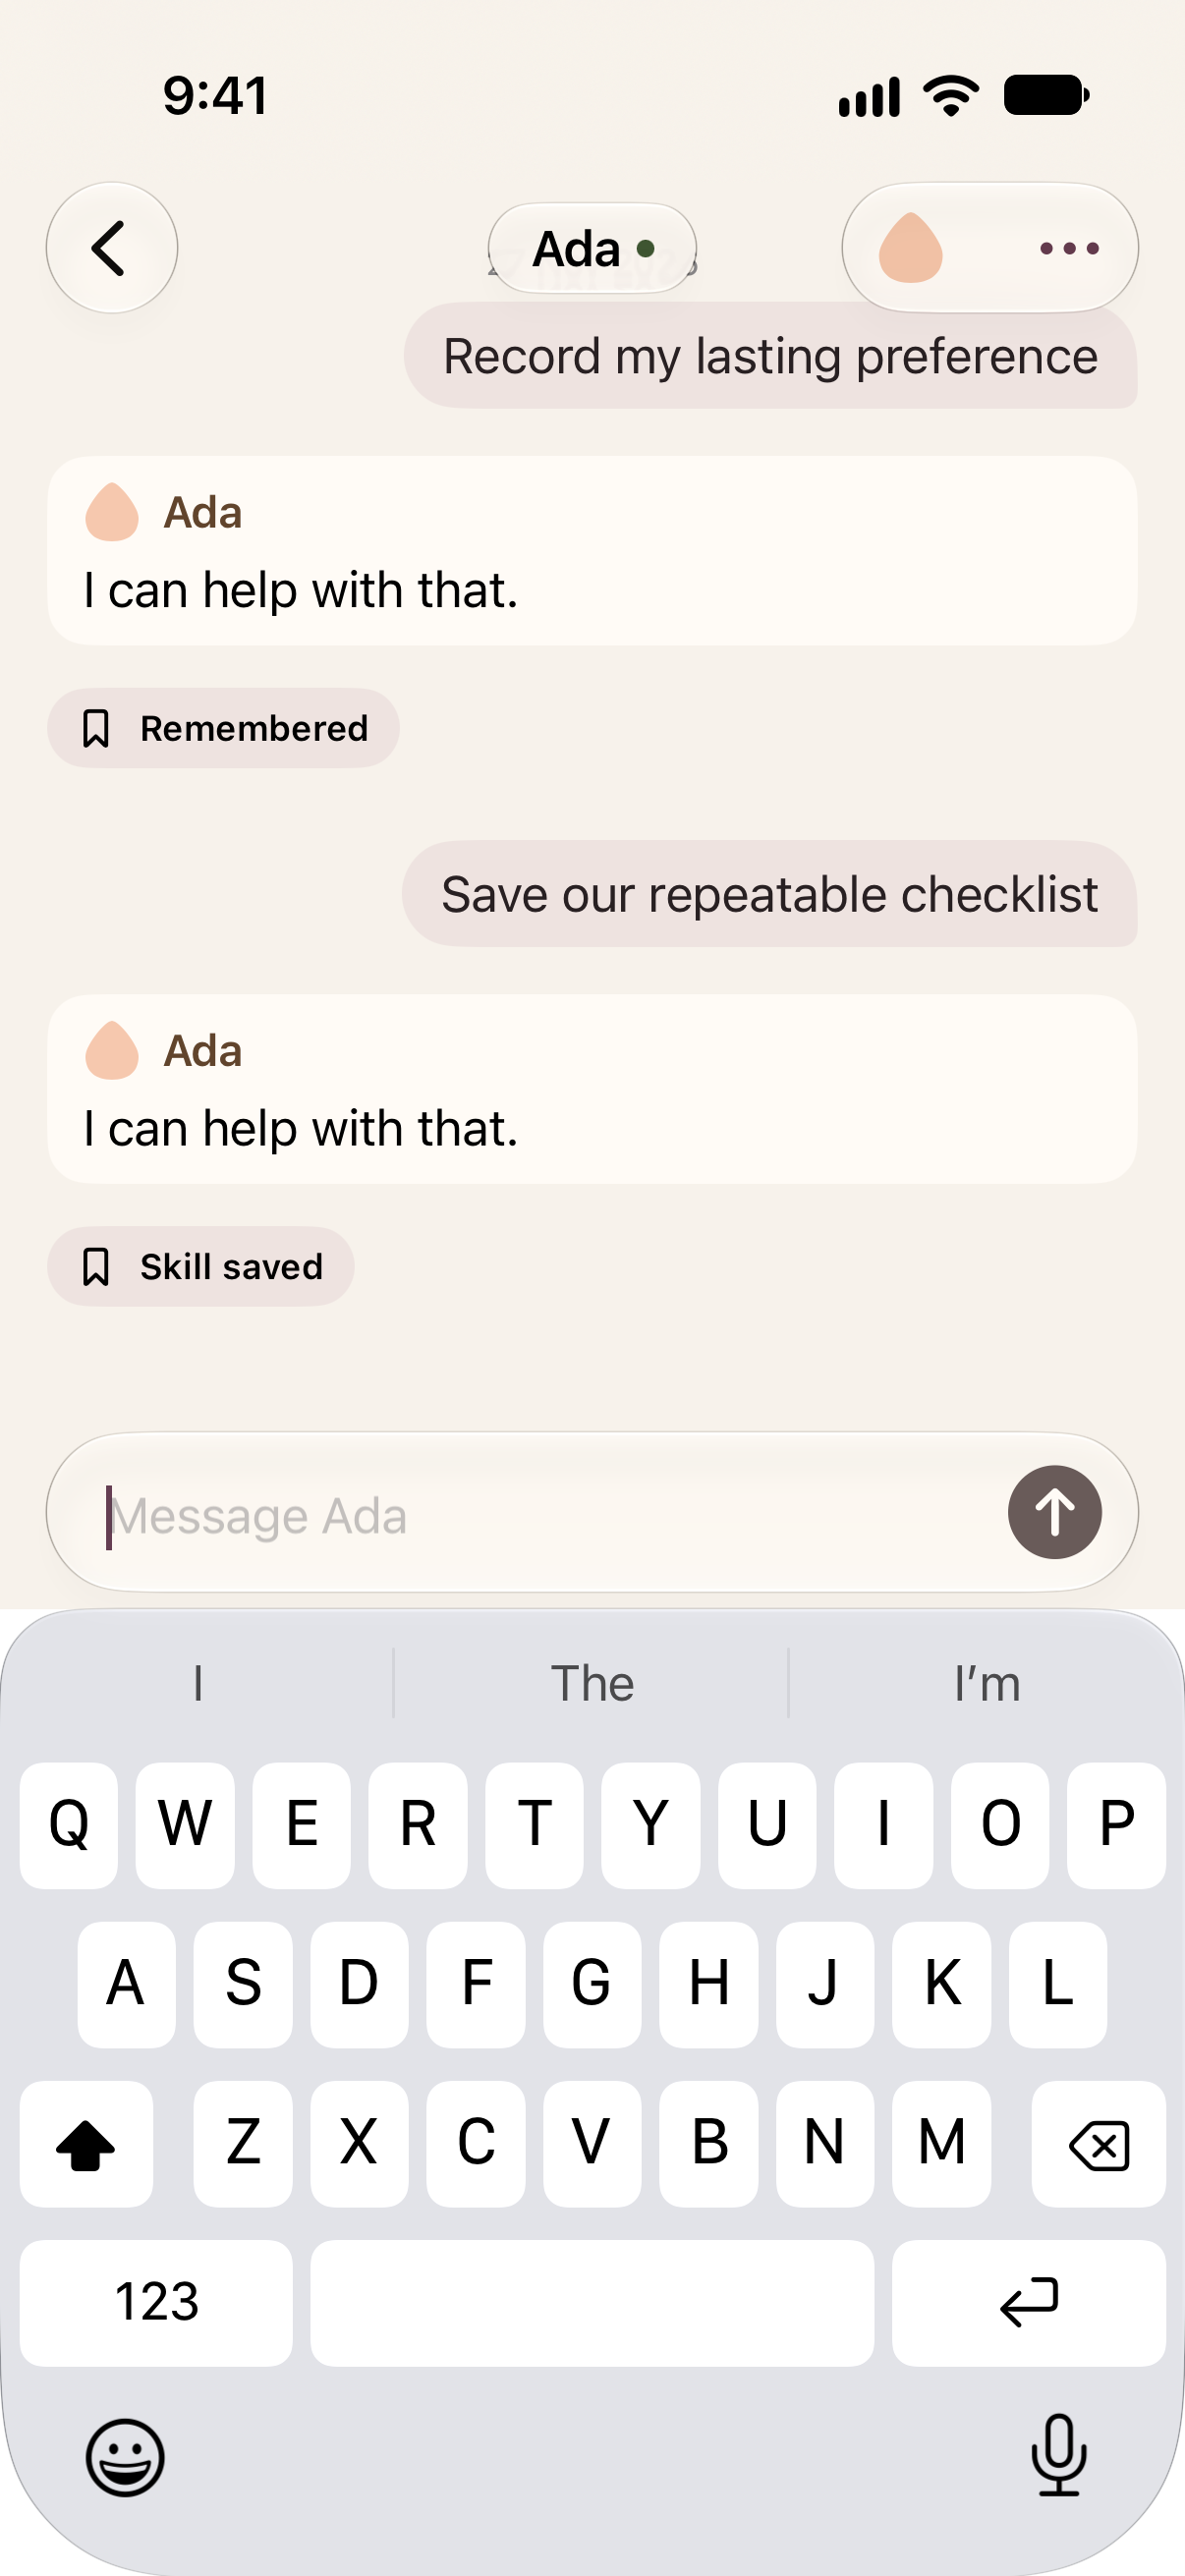 9:41
Ada
Record my lasting preference
Ada
I can help with that.
Remembered
Save our repeatable checklist
Ada
I can help with that.
Skill saved
Message Ada
I The I’m
Q W E R T Y U I O P
A S D F G H J K L
Z X C V B N M
123